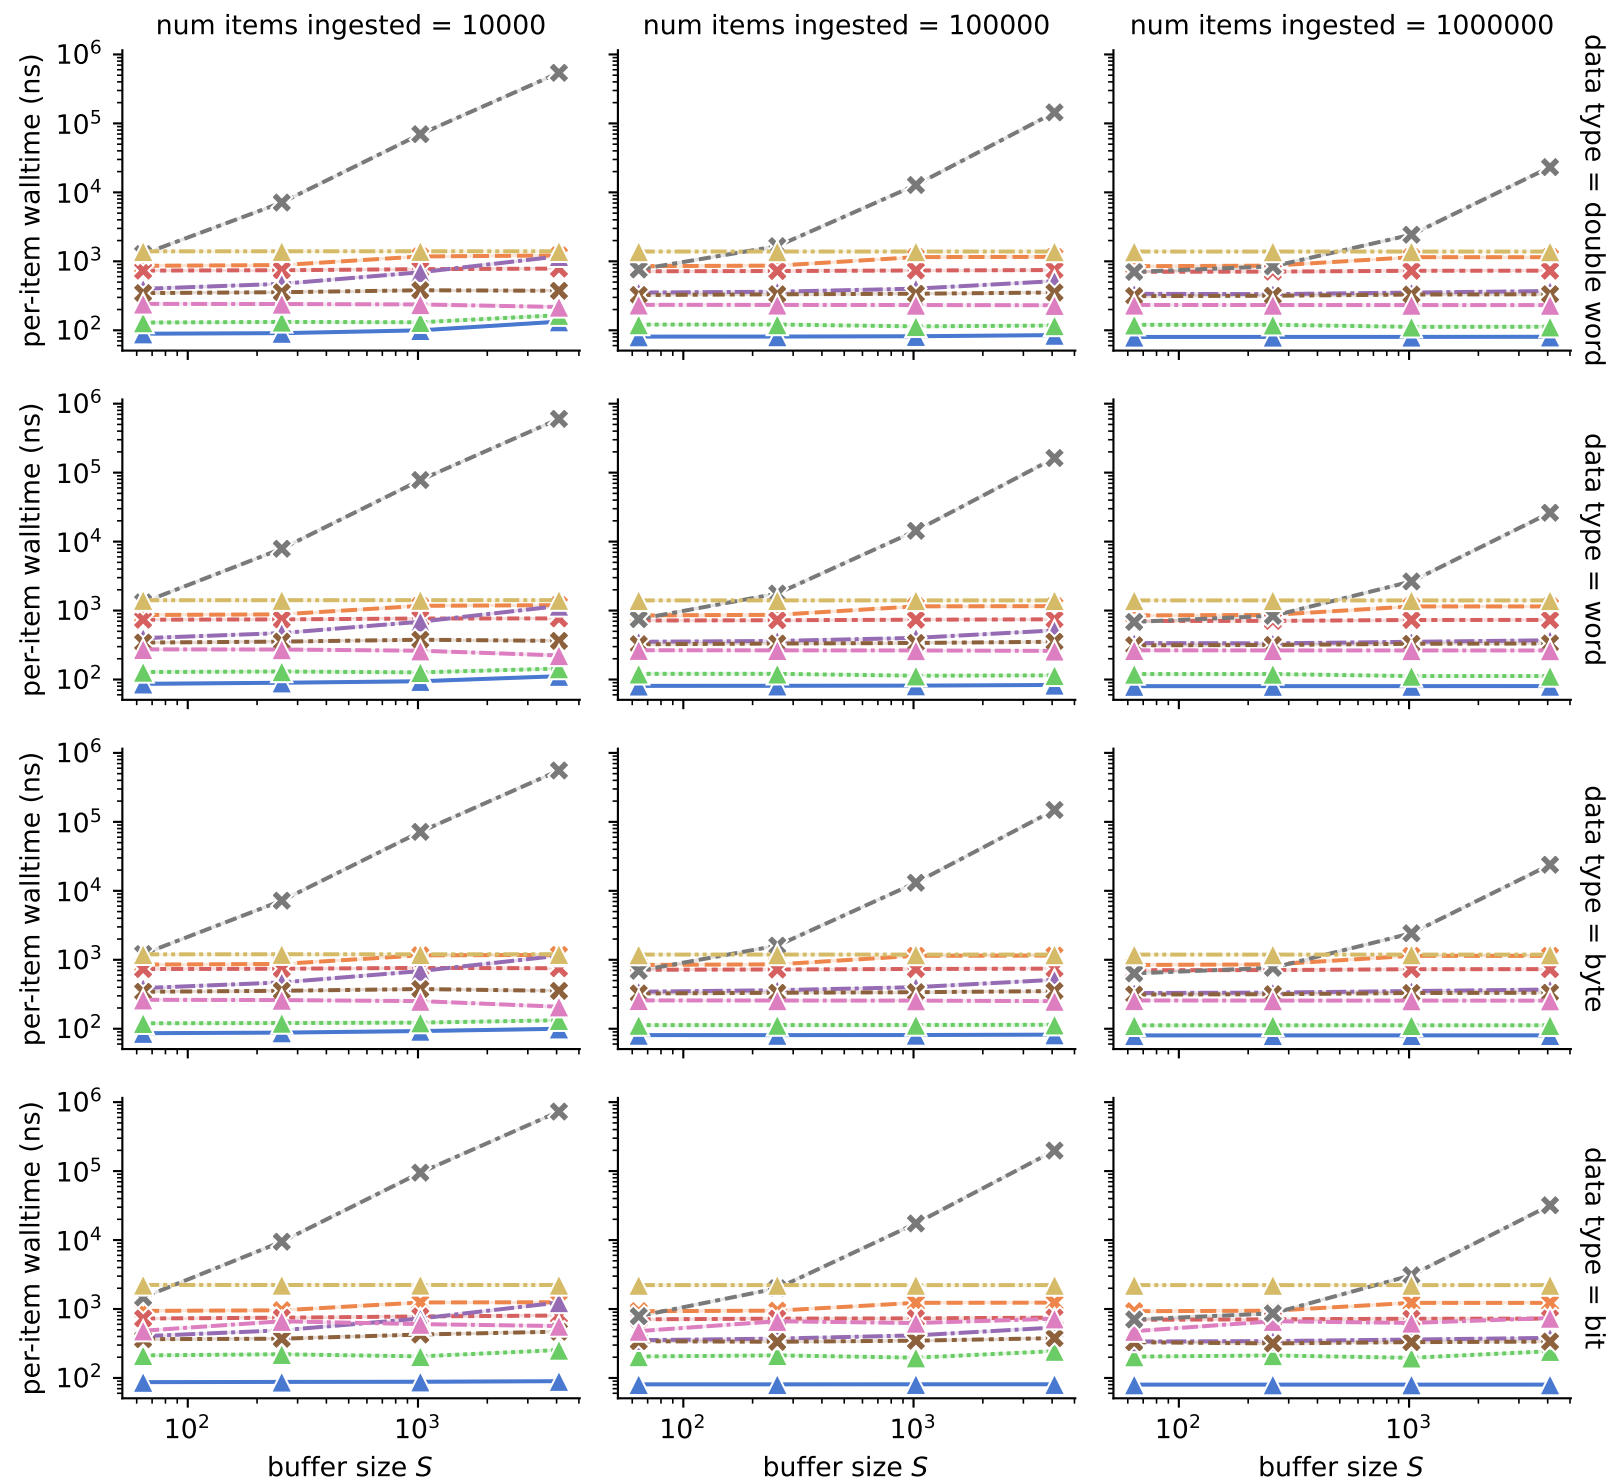 num items ingested = 10000
num items ingested = 100000
num items ingested = 1000000
per-item walltime (ns)
10^6
10^5
10^4
10^3
10^2
data type = double word
per-item walltime (ns)
10^6
10^5
10^4
10^3
10^2
data type = word
per-item walltime (ns)
10^6
10^5
10^4
10^3
10^2
data type = byte
per-item walltime (ns)
10^6
10^5
10^4
10^3
10^2
data type = bit
10^2 10^3
10^2 10^3
10^2 10^3
buffer size S
buffer size S
buffer size S